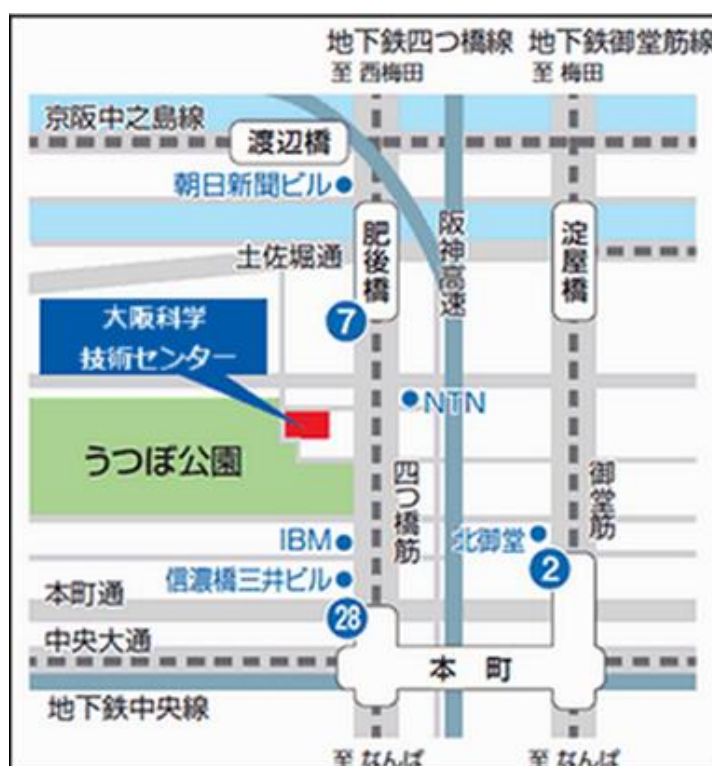 地下鉄四つ橋線
地下鉄御堂筋線
至 西梅田
至 梅田
京阪中之島線
渡辺橋
朝日新聞ビル
肥後橋
阪神高速
淀屋橋
土佐堀通
7
大阪科学
技術センター
NTN
うつぼ公園
四つ橋筋
御堂筋
IBM
北御堂
2
信濃橋三井ビル
本町通
28
中央大通
本町
地下鉄中央線
至 なんば
至 なんば